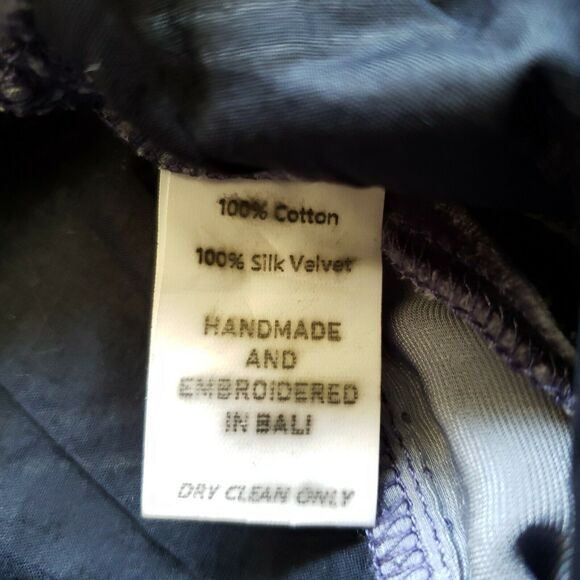 100% Cotton
100% Silk Velvet
HANDMADE
AND
EMBROIDERED
IN BALI
DRY CLEAN ONLY